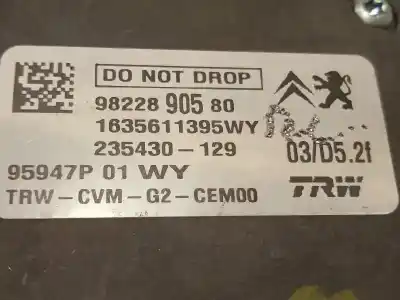 DO NOT DROP
98228 905 80
1635611395WY
235430-129 03/D5.2f
95947P 01 WY
TRW-CVM-G2-CEM00 TRW